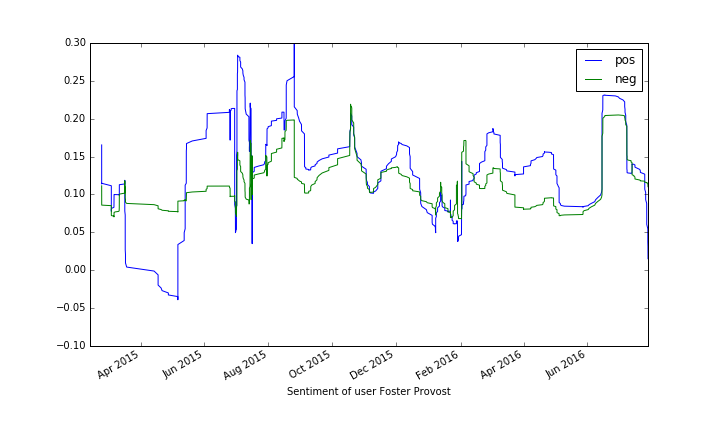 0.30
0.25
0.20
0.15
0.10
0.05
0.00
−0.05
−0.10
pos
neg
Apr 2015
Jun 2015
Aug 2015
Oct 2015
Dec 2015
Feb 2016
Apr 2016
Jun 2016
Sentiment of user Foster Provost